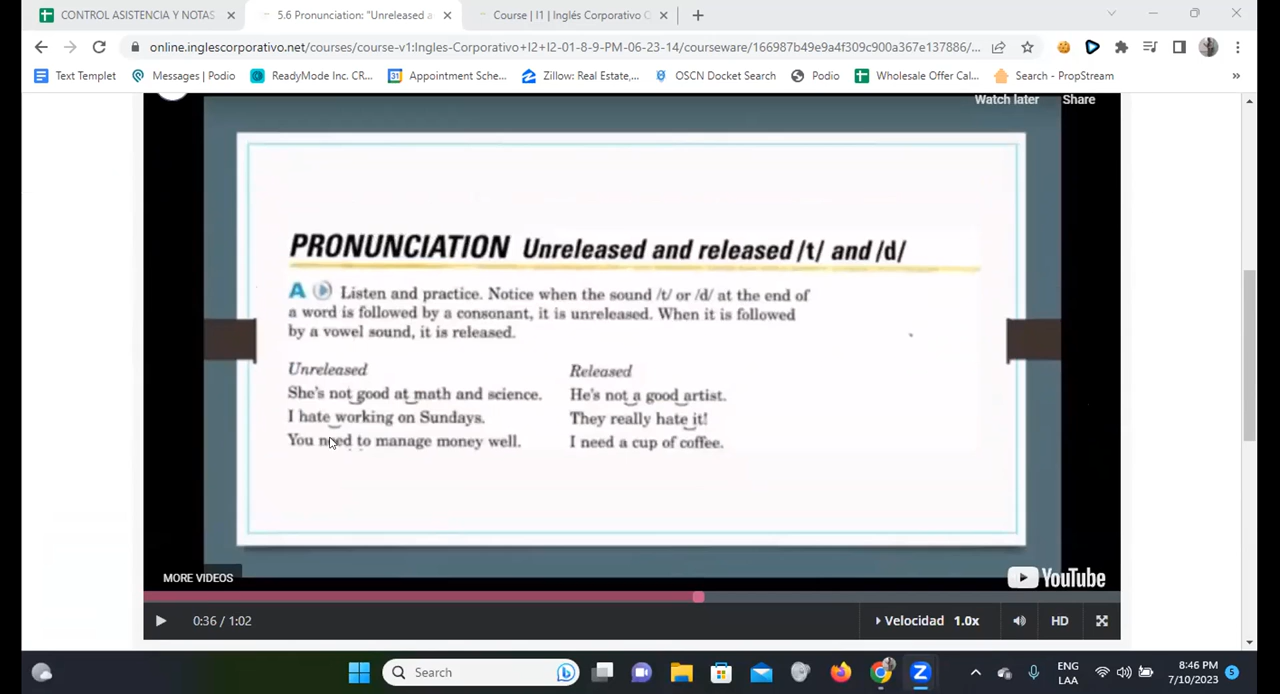 CONTROL ASISTENCIA Y NOTAS
5.6 Pronunciation: "Unreleased a
Course | I1 | Inglés Corporativo C
online.inglescorporativo.net/courses/course-v1:Ingles-Corporativo+I2+I2-01-8-9-PM-06-23-14/courseware/166987b49e9a4f309c900a367e137886/...
Text Templet
Messages | Podio
ReadyMode Inc. CR...
Appointment Sche...
Zillow: Real Estate,...
OSCN Docket Search
Podio
Wholesale Offer Cal...
Search - PropStream
Watch later
Share
PRONUNCIATION Unreleased and released /t/ and /d/
A Listen and practice. Notice when the sound /t/ or /d/ at the end of
a word is followed by a consonant, it is unreleased. When it is followed
by a vowel sound, it is released.
Unreleased
She's not good at math and science.
I hate working on Sundays.
You need to manage money well.
Released
He's not a good artist.
They really hate it!
I need a cup of coffee.
MORE VIDEOS
YouTube
0:36 / 1:02
Velocidad 1.0x
HD
Search
ENG
LAA
8:46 PM
7/10/2023
5